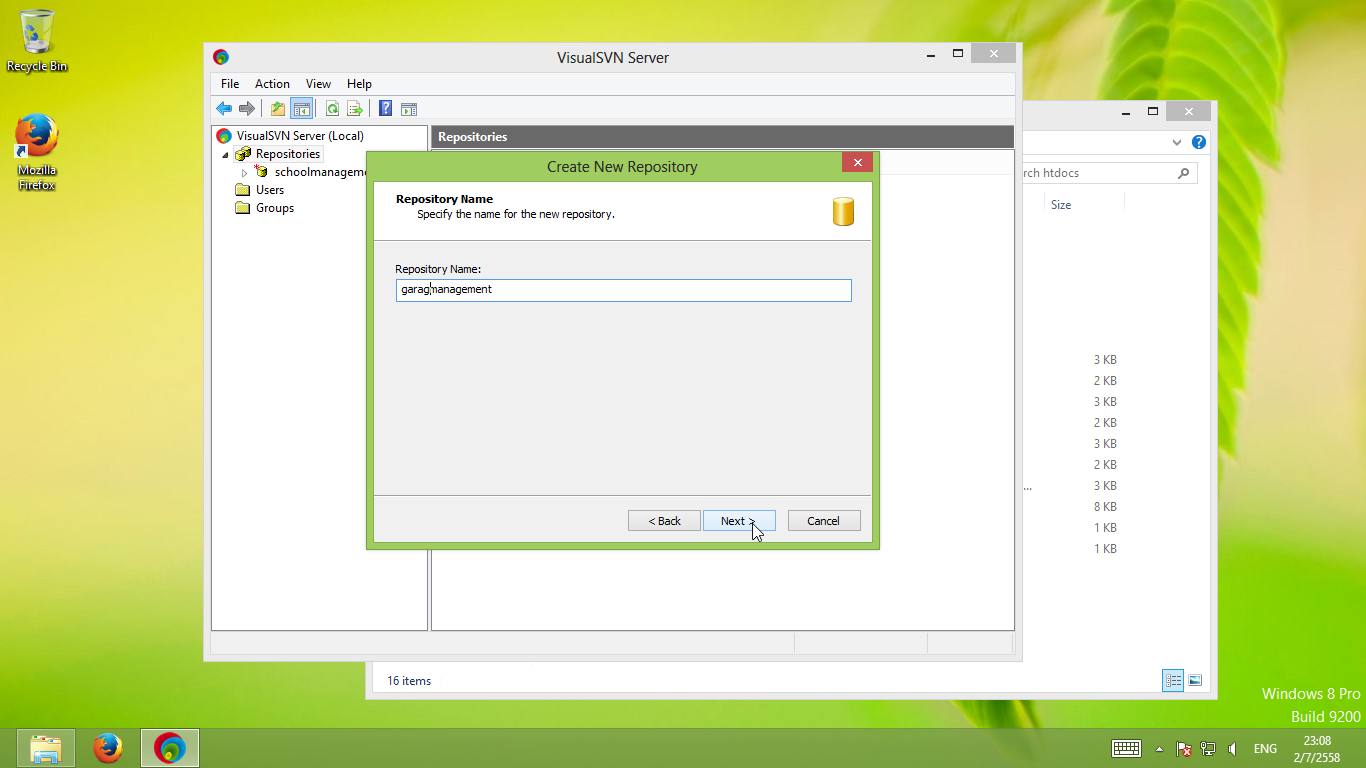 Recycle Bin
Mozilla
Firefox
VisualSVN Server
File Action View Help
VisualSVN Server (Local)
Repositories
schoolmanageme
Users
Groups
Repositories
Create New Repository
Repository Name
Specify the name for the new repository.
Repository Name:
garagmanagement
< Back
Next >
Cancel
rch htdocs
Size
3 KB
2 KB
3 KB
2 KB
3 KB
2 KB
...
3 KB
8 KB
1 KB
1 KB
16 items
Windows 8 Pro
Build 9200
ENG
23:08
2/7/2558